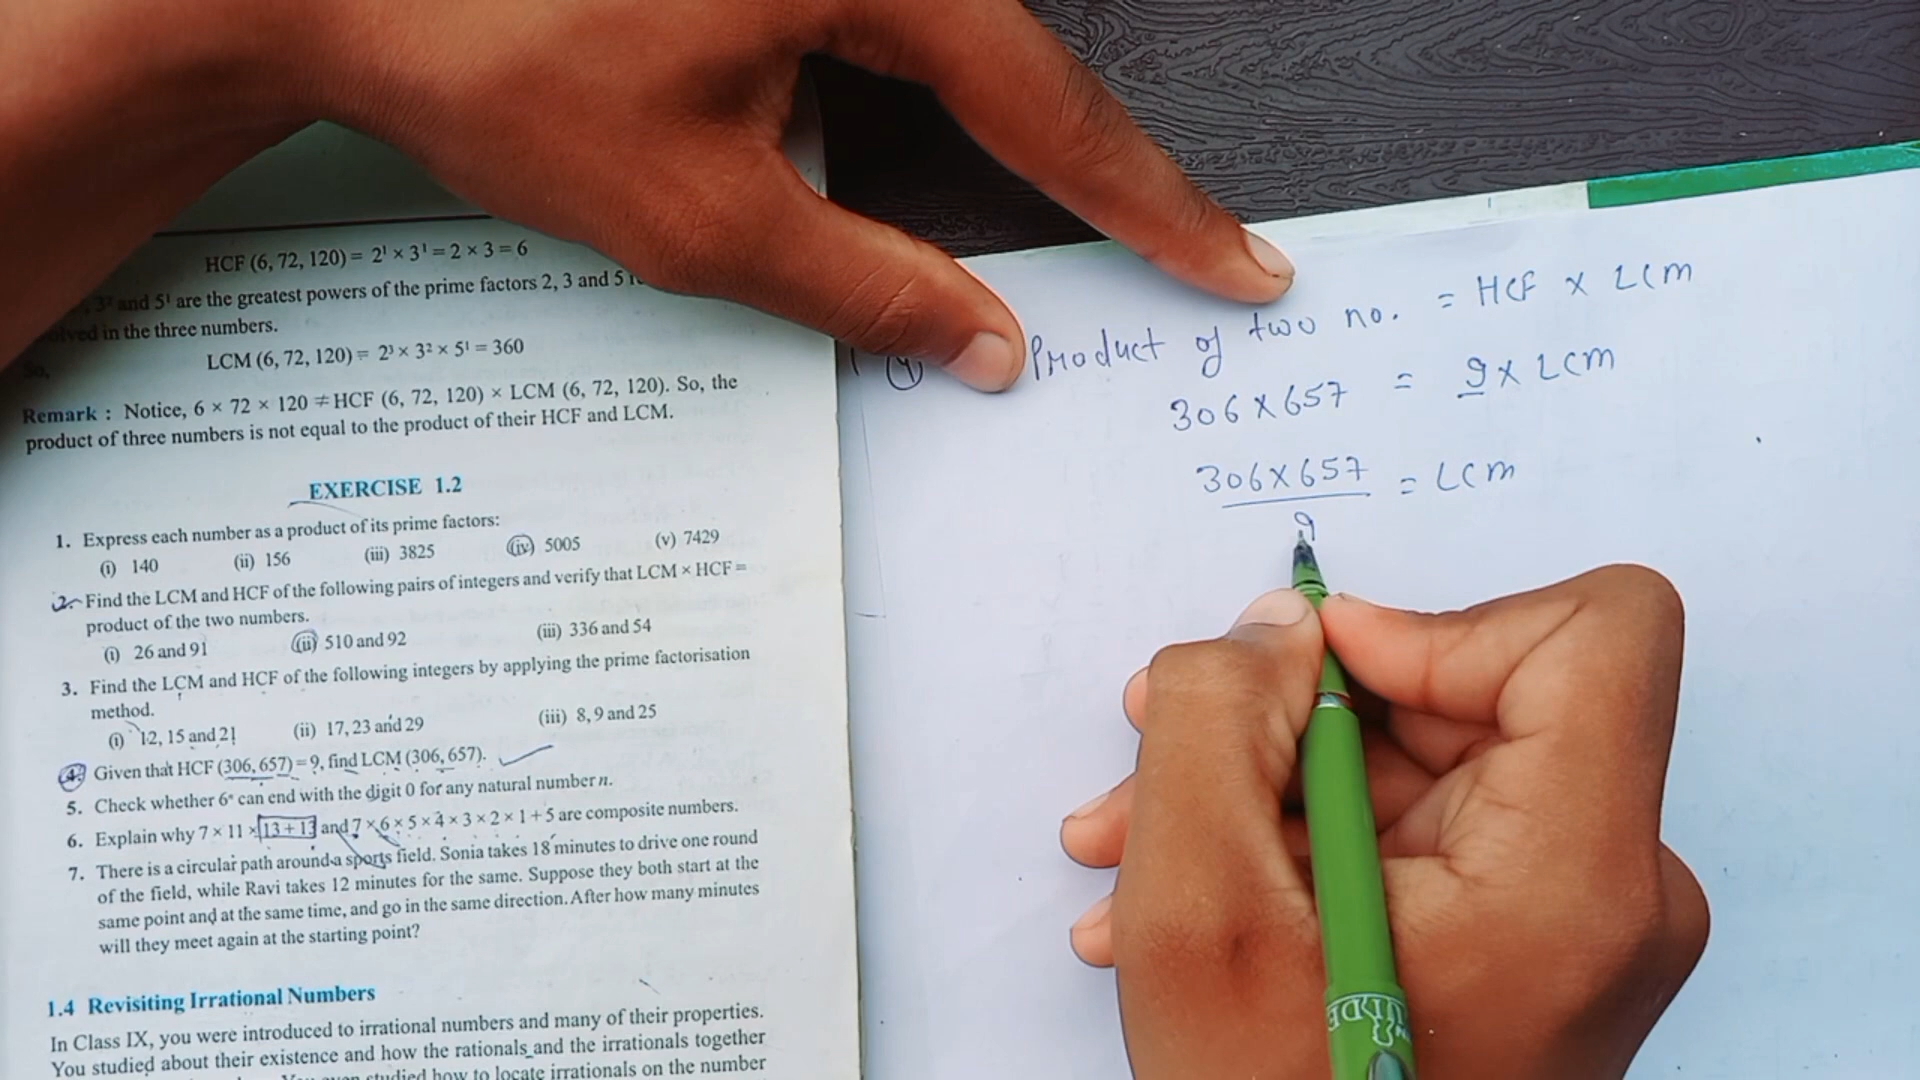 HCF (6, 72, 120) = 2¹ × 3¹ = 2 × 3 = 6
3² and 5¹ are the greatest powers of the prime factors 2, 3 and 5
in the three numbers.
So,
LCM (6, 72, 120) = 2³ × 3² × 5¹ = 360
Remark : Notice, 6 × 72 × 120 ≠ HCF (6, 72, 120) × LCM (6, 72, 120). So, the
product of three numbers is not equal to the product of their HCF and LCM.
EXERCISE 1.2
1. Express each number as a product of its prime factors:
(i) 140 (ii) 156 (iii) 3825 (iv) 5005 (v) 7429
2. Find the LCM and HCF of the following pairs of integers and verify that LCM × HCF =
product of the two numbers.
(i) 26 and 91 (ii) 510 and 92 (iii) 336 and 54
3. Find the LCM and HCF of the following integers by applying the prime factorisation
method.
(i) 12, 15 and 21 (ii) 17, 23 and 29 (iii) 8, 9 and 25
4. Given that HCF (306, 657) = 9, find LCM (306, 657).
5. Check whether 6ⁿ can end with the digit 0 for any natural number n.
6. Explain why 7 × 11 × 13 + 13 and 7 × 6 × 5 × 4 × 3 × 2 × 1 + 5 are composite numbers.
7. There is a circular path around a sports field. Sonia takes 18 minutes to drive one round
of the field, while Ravi takes 12 minutes for the same. Suppose they both start at the
same point and at the same time, and go in the same direction. After how many minutes
will they meet again at the starting point?
1.4 Revisiting Irrational Numbers
In Class IX, you were introduced to irrational numbers and many of their properties.
You studied about their existence and how the rationals and the irrationals together
studied how to locate irrationals on the number
④ Product of two no. = HCF × LCM
306 × 657 = 9 × LCM
306 × 657 = LCM
9